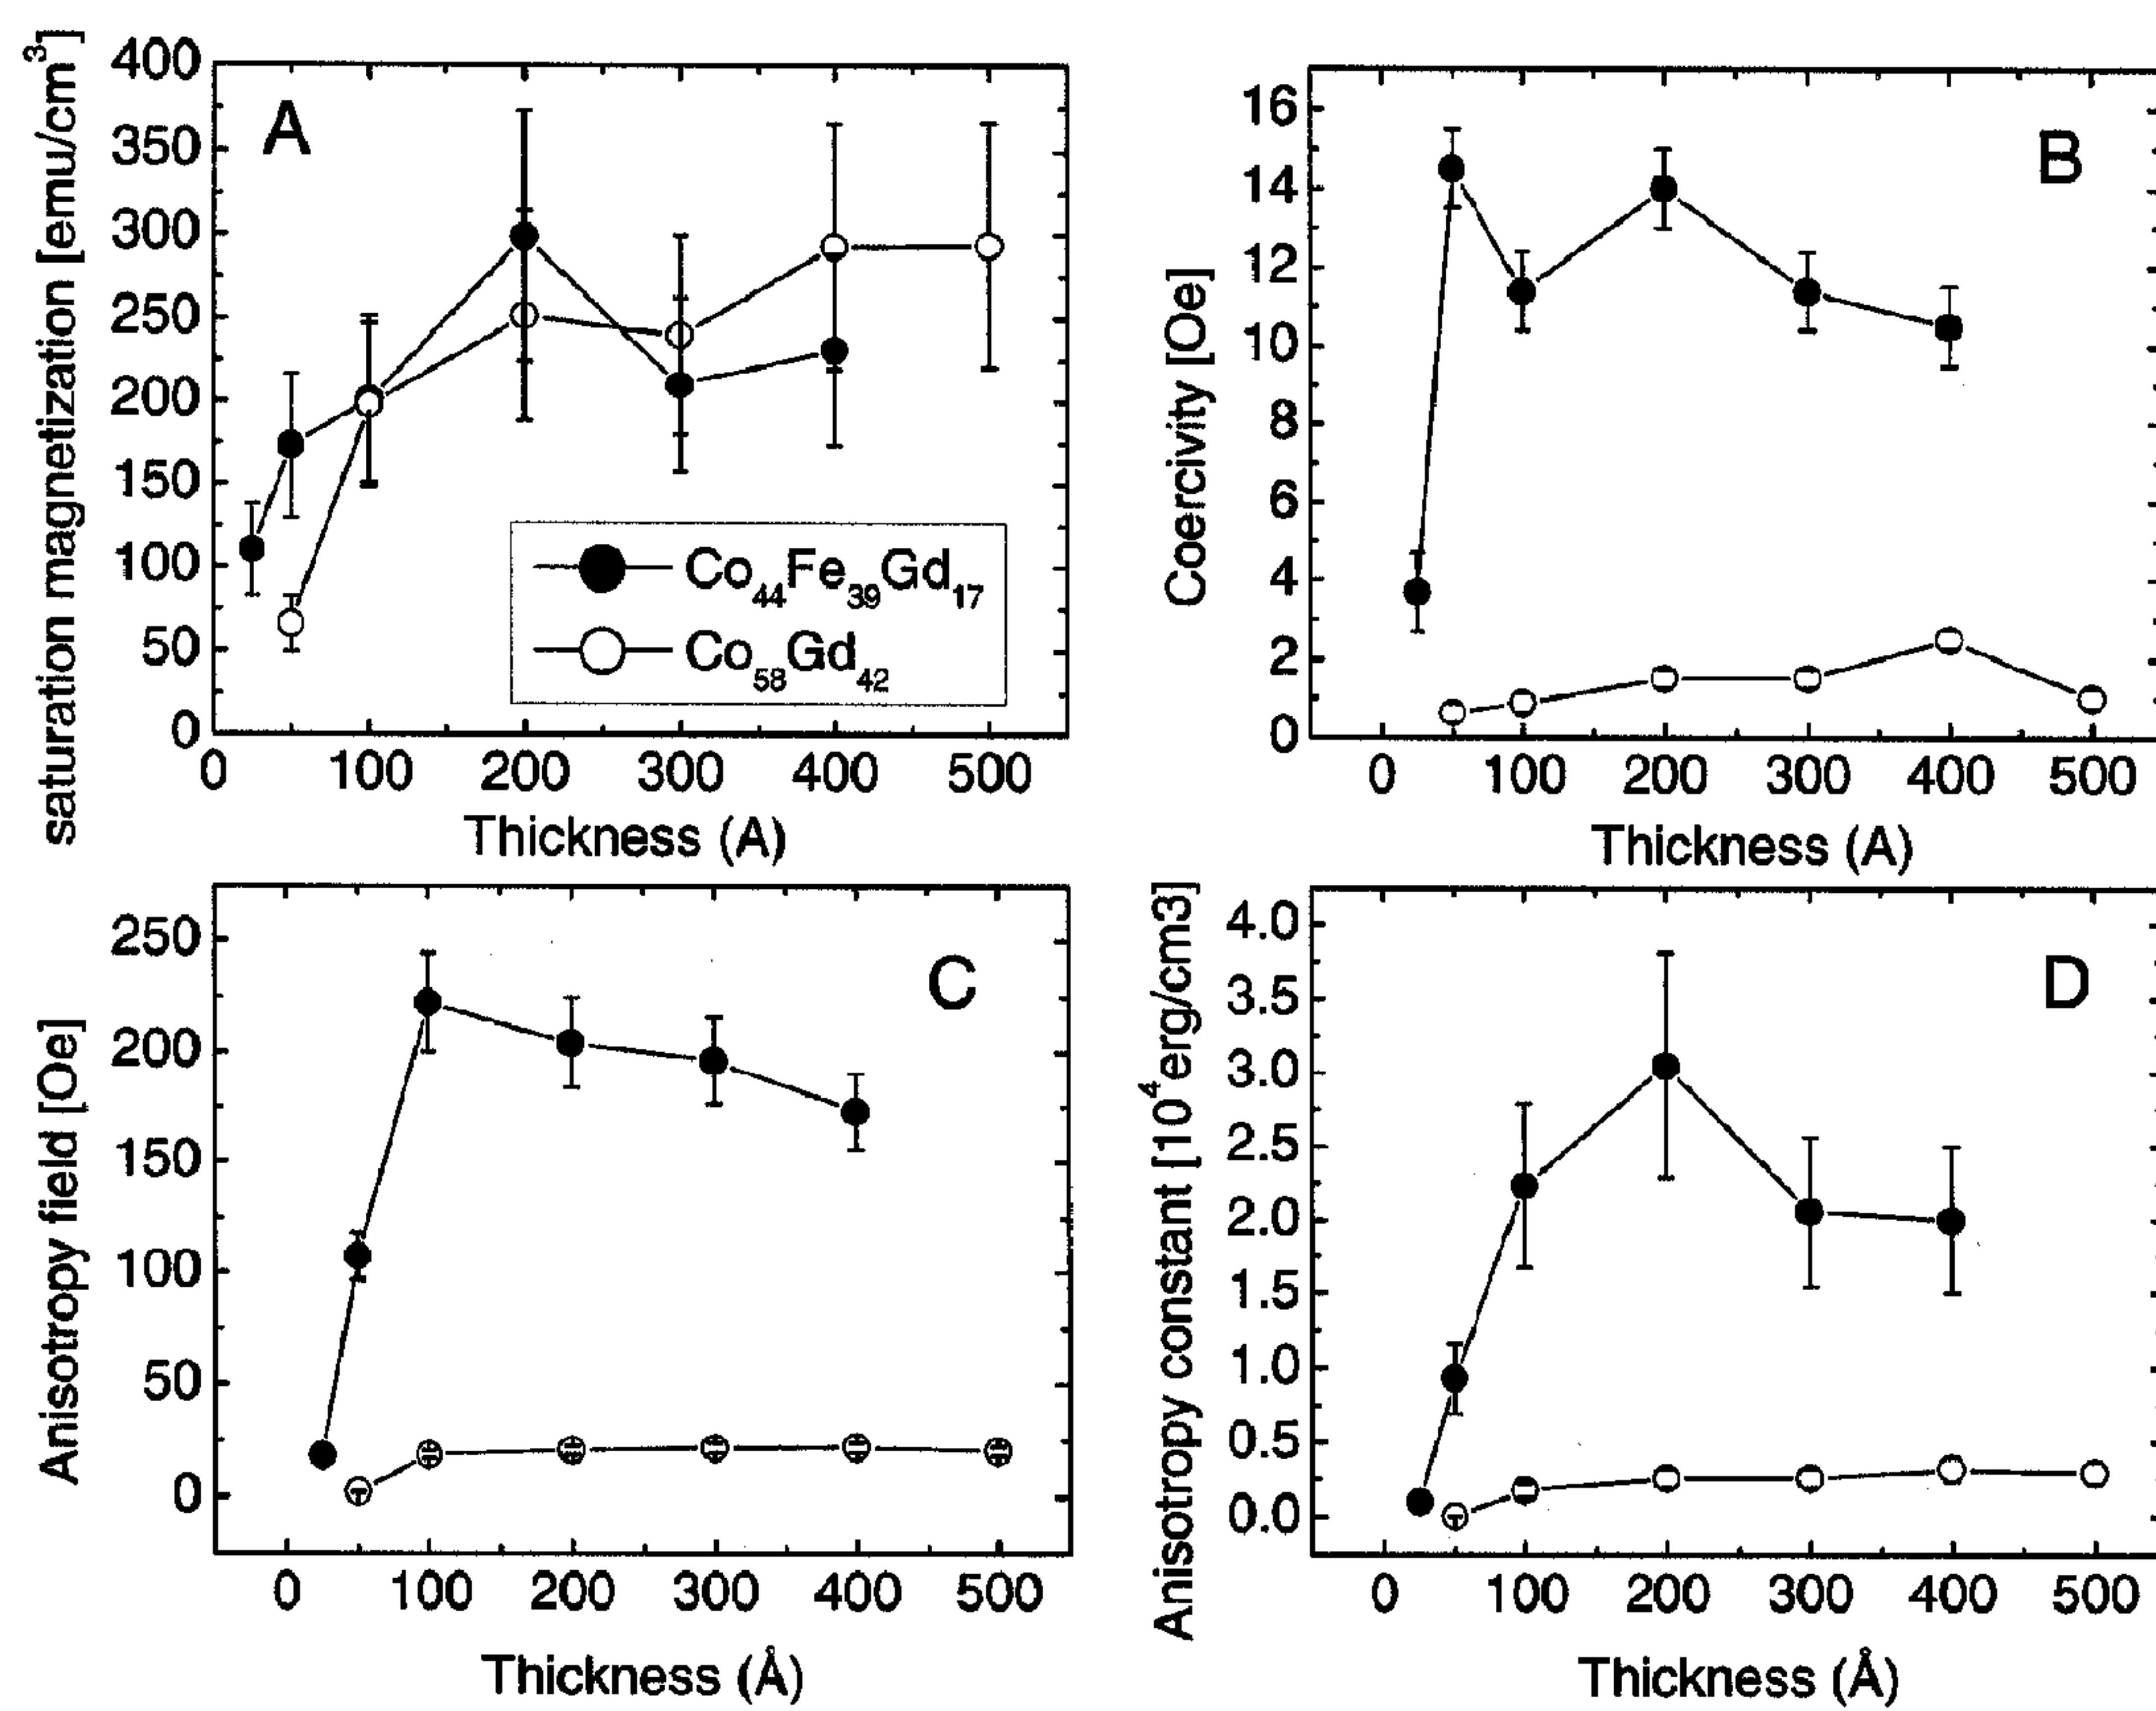 saturation magnetization [emu/cm³]
400
350
300
250
200
150
100
50
0
A
Co₄₄Fe₃₉Gd₁₇
Co₅₈Gd₄₂
0 100 200 300 400 500
Thickness (A)
Coercivity [Oe]
16
14
12
10
8
6
4
2
0
B
0 100 200 300 400 500
Thickness (A)
Anisotropy field [Oe]
250
200
150
100
50
0
C
0 100 200 300 400 500
Thickness (Å)
Anisotropy constant [10⁴ erg/cm3]
4.0
3.5
3.0
2.5
2.0
1.5
1.0
0.5
0.0
D
0 100 200 300 400 500
Thickness (Å)